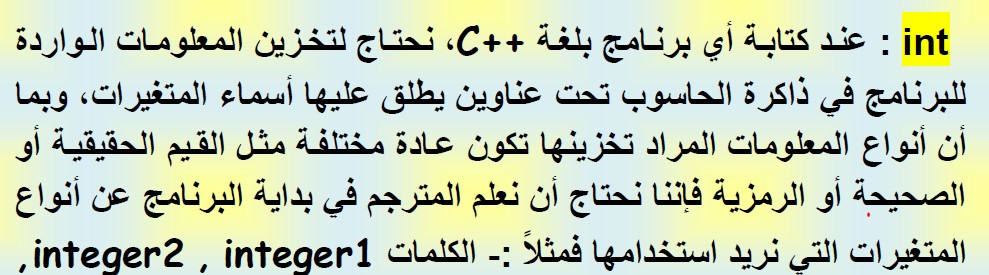 int : عند كتابة أي برنامج بلغة C++، نحتاج لتخزين المعلومات الواردة
للبرنامج في ذاكرة الحاسوب تحت عناوين يطلق عليها أسماء المتغيرات، وبما
أن أنواع المعلومات المراد تخزينها تكون عادة مختلفة مثل القيم الحقيقية أو
الصحيحة أو الرمزية فإننا نحتاج أن نعلم المترجم في بداية البرنامج عن أنواع
المتغيرات التي نريد استخدامها فمثلاً :- الكلمات integer2 , integer1 ,